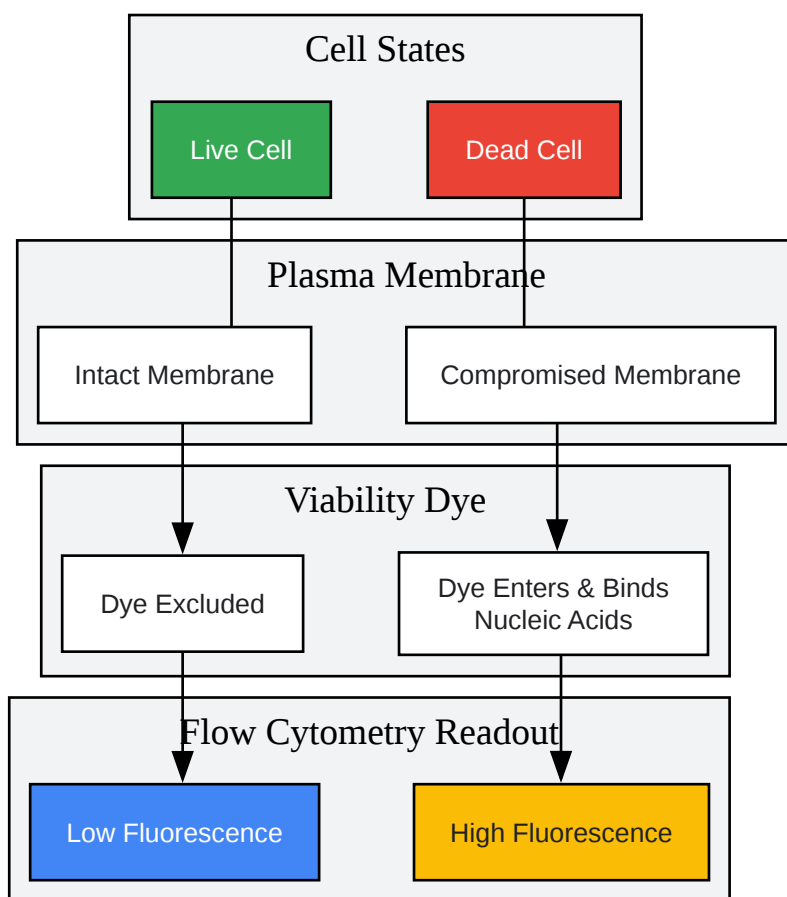 Cell States
Live Cell
Dead Cell
Plasma Membrane
Intact Membrane
Compromised Membrane
Viability Dye
Dye Excluded
Dye Enters & Binds
Nucleic Acids
Flow Cytometry Readout
Low Fluorescence
High Fluorescence